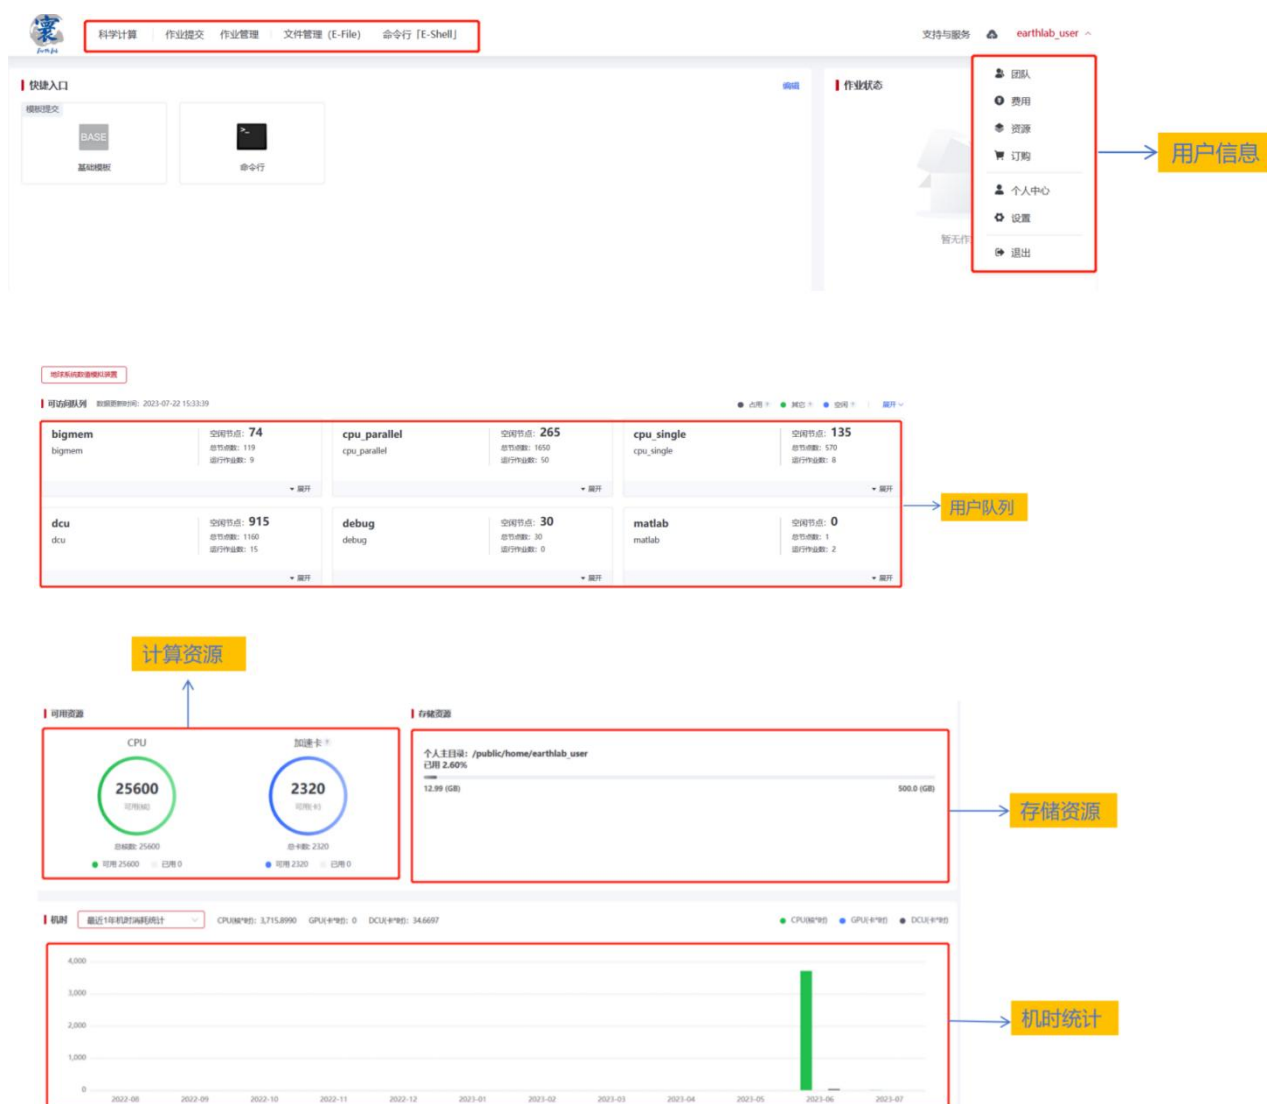 科学计算 作业提交 作业管理 文件管理 (E-File) 命令行「E-Shell」 支持与服务 earthlab_user
快捷入口 编辑 作业状态
模板提交
BASE
基础模板 命令行
团队
费用
资源
订购
个人中心
设置
退出
暂无作
用户信息
地球系统数值模拟装置
可访问队列 数据更新时间: 2023-07-22 15:33:39 占用 其它 空闲 展开
bigmem 空闲节点: 74 cpu_parallel 空闲节点: 265 cpu_single 空闲节点: 135
bigmem 总节点数: 119 cpu_parallel 总节点数: 1650 cpu_single 总节点数: 570
运行作业数: 9 运行作业数: 50 运行作业数: 8
展开 展开 展开
dcu 空闲节点: 915 debug 空闲节点: 30 matlab 空闲节点: 0
dcu 总节点数: 1160 debug 总节点数: 30 matlab 总节点数: 1
运行作业数: 15 运行作业数: 0 运行作业数: 2
展开 展开 展开
用户队列
计算资源
可用资源 存储资源
CPU 加速卡
25600 2320
可用(核) 可用(卡)
总核数: 25600 总卡数: 2320
可用 25600 已用 0 可用 2320 已用 0
个人主目录: /public/home/earthlab_user
已用 2.60%
12.99 (GB) 500.0 (GB)
存储资源
机时 最近1年机时消耗统计 CPU(核*时): 3,715.8990 GPU(卡*时): 0 DCU(卡*时): 34.6697 CPU(核*时) GPU(卡*时) DCU(卡*时)
4,000
3,000
2,000
1,000
0
2022-08 2022-09 2022-10 2022-11 2022-12 2023-01 2023-02 2023-03 2023-04 2023-05 2023-06 2023-07
机时统计